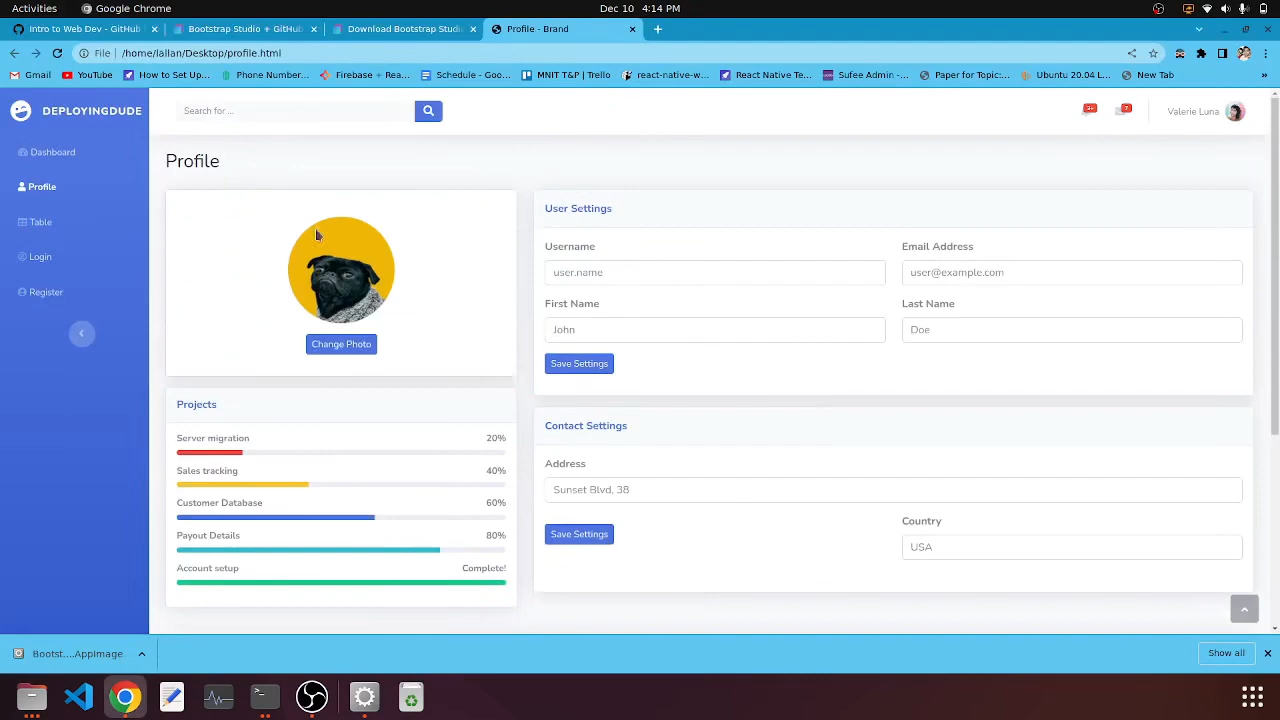 Activities
Google Chrome
Dec 10 4:14 PM
Intro to Web Dev - GitHub
Bootstrap Studio + GitHub
Download Bootstrap Studio
Profile - Brand
File /home/lallan/Desktop/profile.html
Gmail
YouTube
How to Set Up...
Phone Number...
Firebase + Rea...
Schedule - Goo...
MNIT T&P | Trello
react-native-w...
React Native Te...
Sufee Admin -...
Paper for Topic:...
Ubuntu 20.04 L...
New Tab
»
DEPLOYINGDUDE
Search for ...
3+
7
Valerie Luna
Dashboard
Profile
Table
Login
Register
Profile
Change Photo
Projects
Server migration 20%
Sales tracking 40%
Customer Database 60%
Payout Details 80%
Account setup Complete!
User Settings
Username
user.name
Email Address
user@example.com
First Name
John
Last Name
Doe
Save Settings
Contact Settings
Address
Sunset Blvd, 38
Country
USA
Save Settings
Bootst....AppImage
Show all